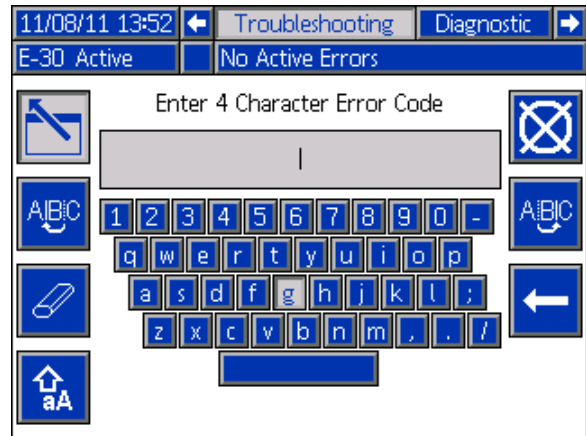 11/08/11 13:52 Troubleshooting Diagnostic
E-30 Active No Active Errors
Enter 4 Character Error Code
ABC 1 2 3 4 5 6 7 8 9 0 - ABC
q w e r t y u i o p
a s d f g h j k l ;
z x c v b n m , . /
aA